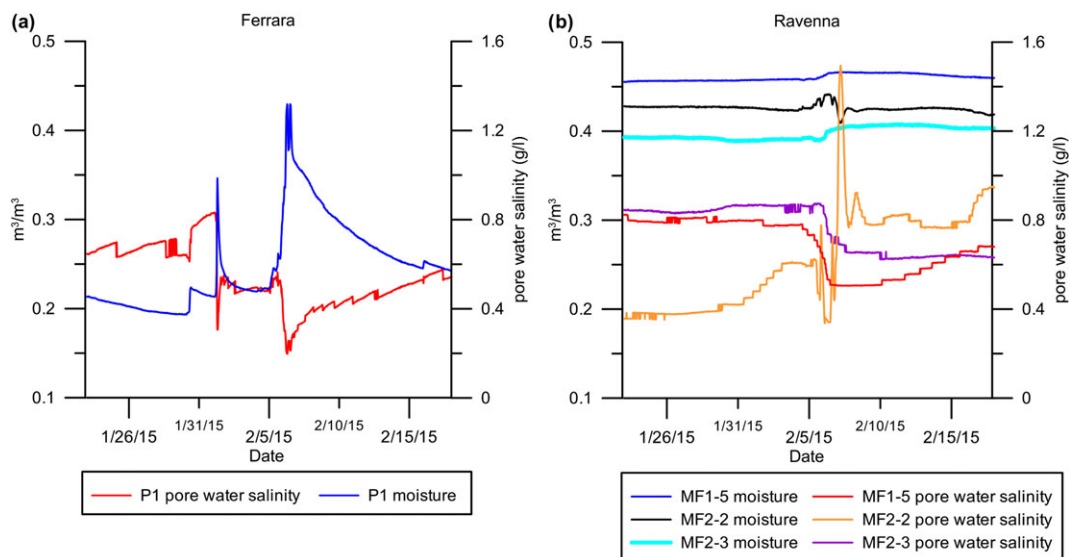 (a)
Ferrara
0.5
0.4
0.3
0.2
0.1
m³/m³
1.6
1.2
0.8
0.4
0
pore water salinity (g/l)
1/26/15
1/31/15
2/5/15
2/10/15
2/15/15
Date
P1 pore water salinity
P1 moisture
(b)
Ravenna
0.5
0.4
0.3
0.2
0.1
m³/m³
1.6
1.2
0.8
0.4
0
pore water salinity (g/l)
1/26/15
1/31/15
2/5/15
2/10/15
2/15/15
Date
MF1-5 moisture
MF1-5 pore water salinity
MF2-2 moisture
MF2-2 pore water salinity
MF2-3 moisture
MF2-3 pore water salinity